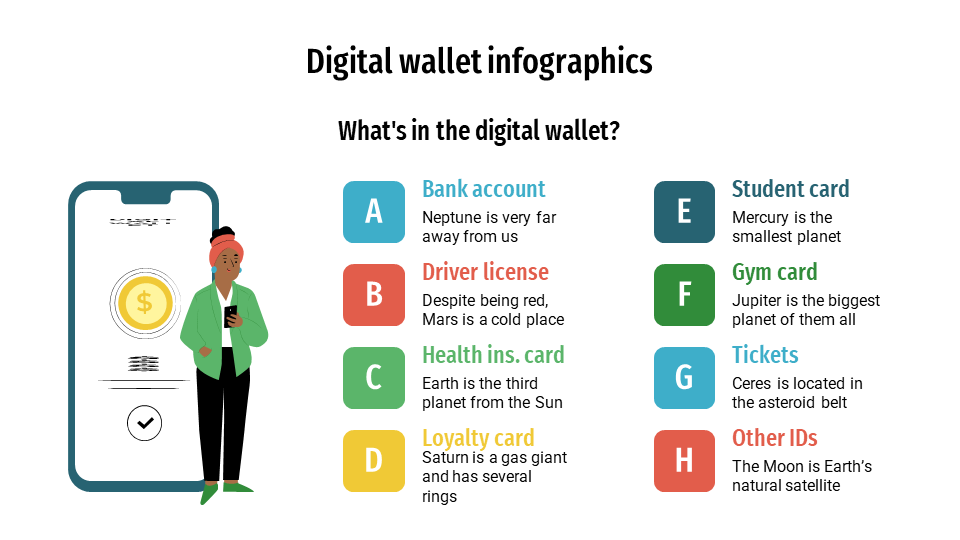 Digital wallet infographics
What's in the digital wallet?
$
A
Bank account
Neptune is very far
away from us
B
Driver license
Despite being red,
Mars is a cold place
C
Health ins. card
Earth is the third
planet from the Sun
D
Loyalty card
Saturn is a gas giant
and has several
rings
E
Student card
Mercury is the
smallest planet
F
Gym card
Jupiter is the biggest
planet of them all
G
Tickets
Ceres is located in
the asteroid belt
H
Other IDs
The Moon is Earth’s
natural satellite